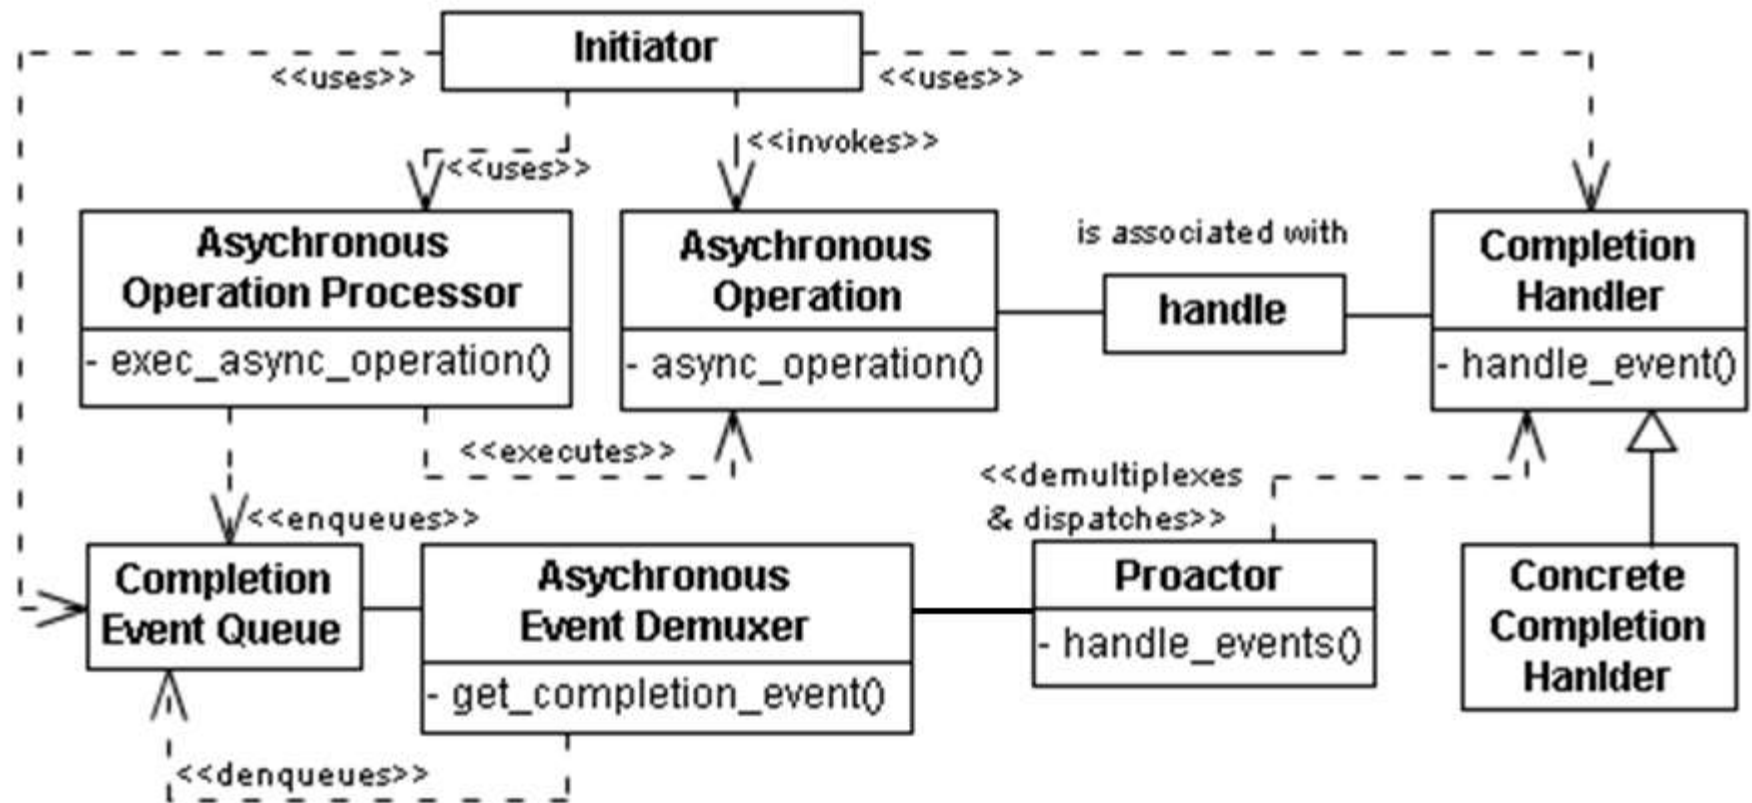 Initiator
<<uses>>
<<uses>>
<<invokes>>
<<uses>>
Asychronous
Operation Processor
- exec_async_operation()
Asychronous
Operation
- async_operation()
is associated with
handle
Completion
Handler
- handle_event()
<<executes>>
<<enqueues>>
<<demultiplexes
& dispatches>>
Completion
Event Queue
Asychronous
Event Demuxer
- get_completion_event()
Proactor
- handle_events()
Concrete
Completion
Hanlder
<<denqueues>>